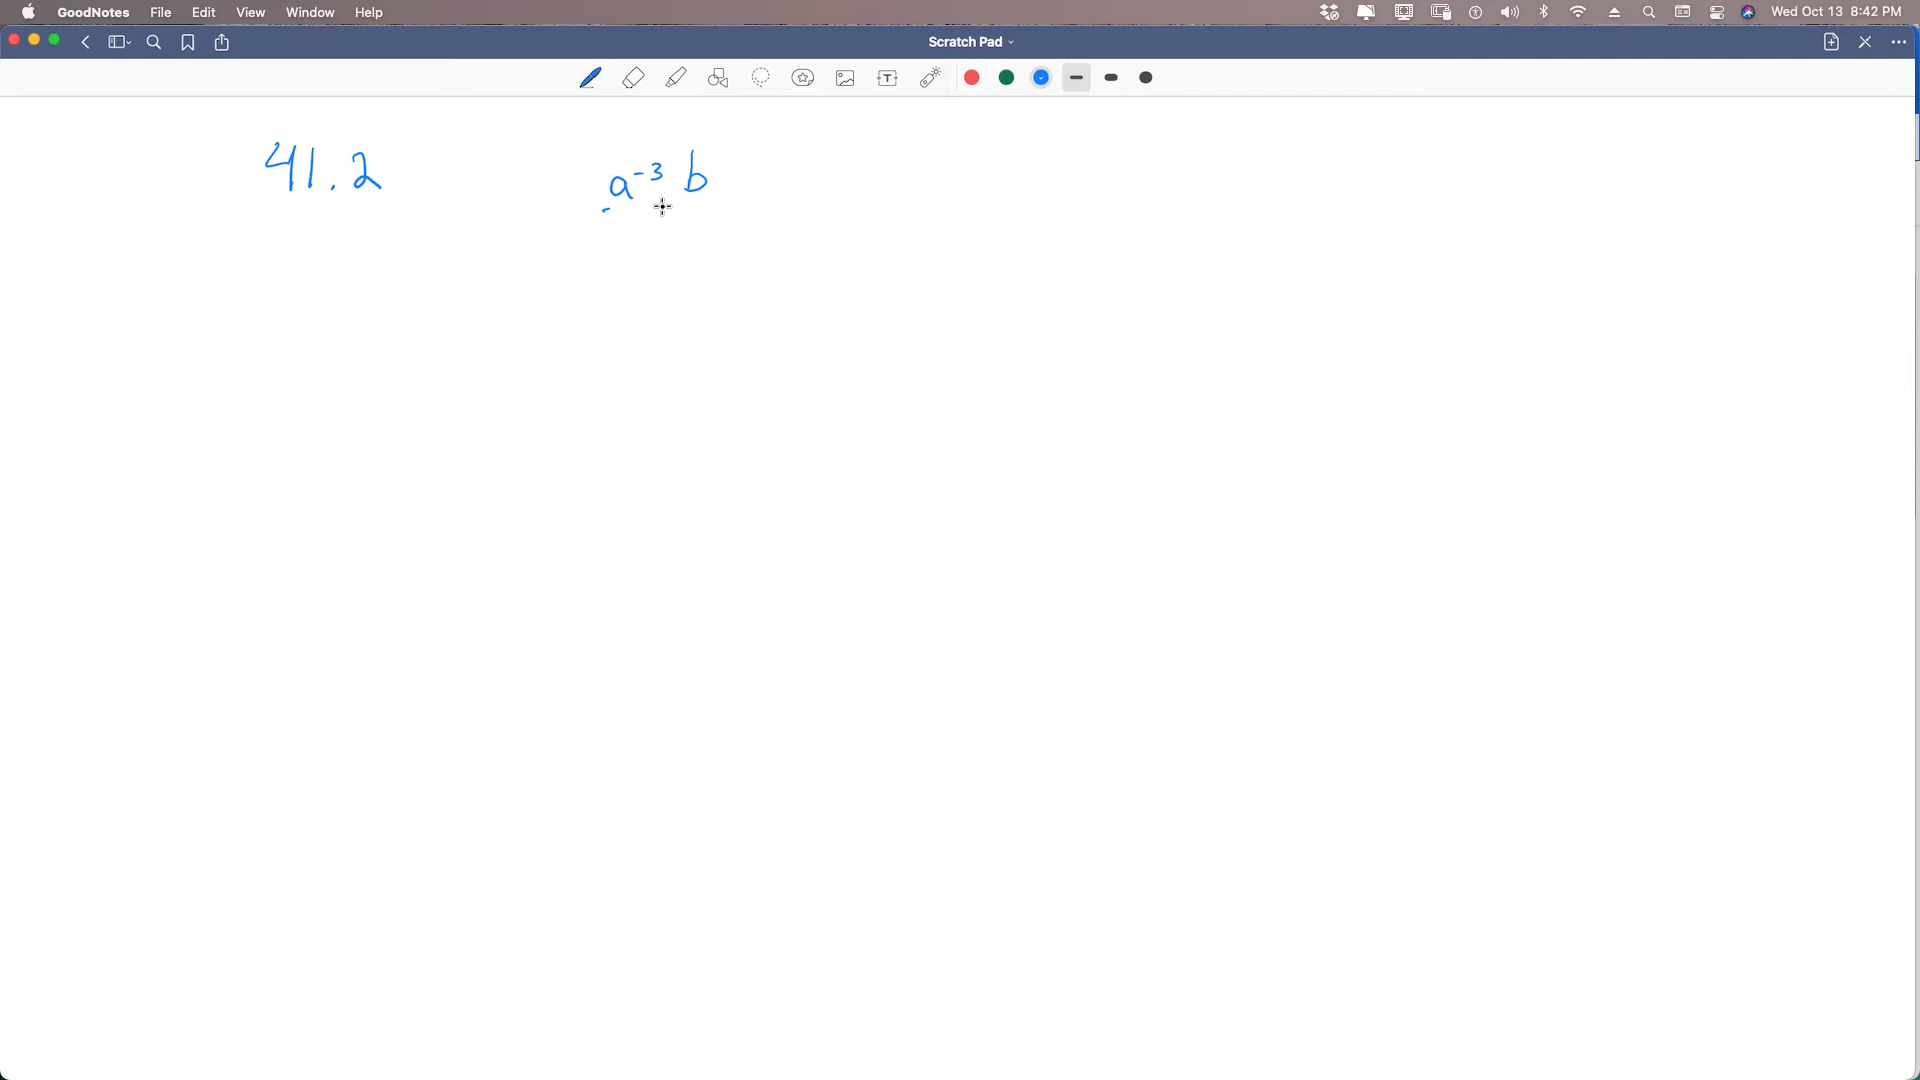 GoodNotes File Edit View Window Help Wed Oct 13 8:42 PM
Scratch Pad
41.2 a⁻³ b